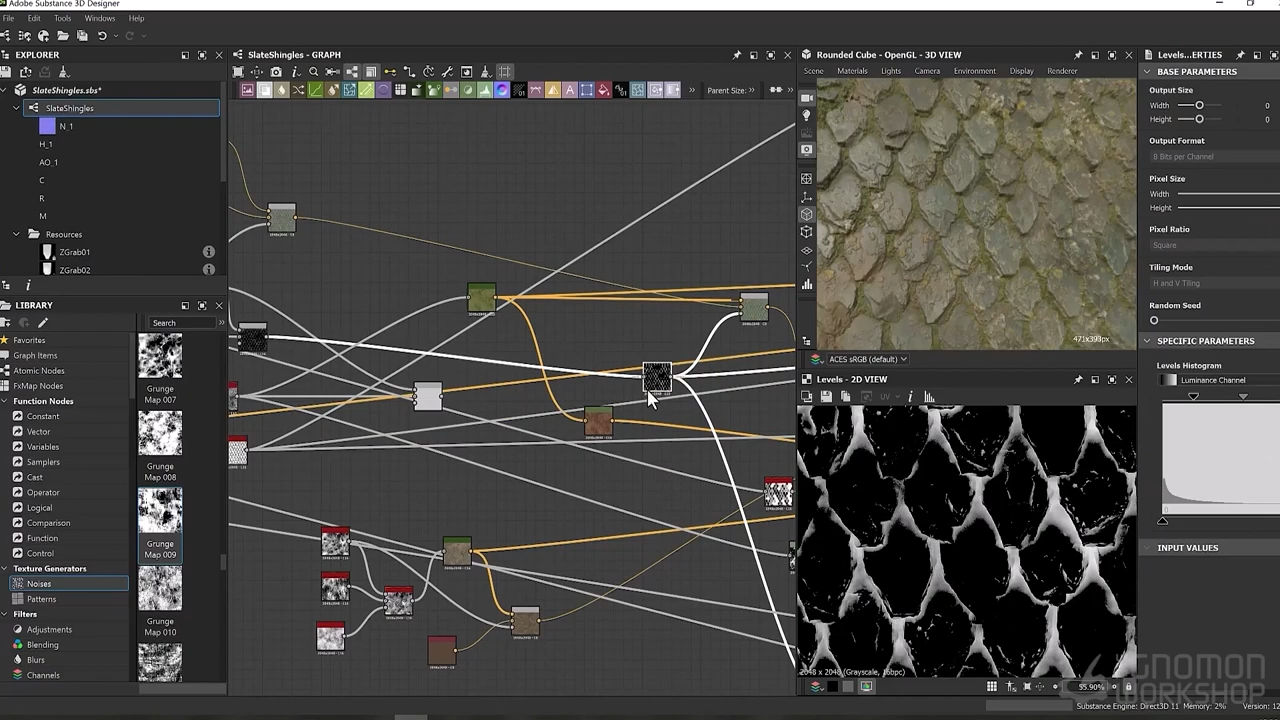 Adobe Substance 3D Designer
File
Edit
Tools
Windows
Help
EXPLORER
SlateShingles.sbs*
SlateShingles
N_1
H_1
AO_1
C
R
M
Resources
ZGrab01
ZGrab02
LIBRARY
Search
Favorites
Graph Items
Atomic Nodes
FxMap Nodes
Function Nodes
Constant
Vector
Variables
Samplers
Cast
Operator
Logical
Comparison
Function
Control
Texture Generators
Noises
Patterns
Filters
Adjustments
Blending
Blurs
Channels
Grunge
Map 007
Grunge
Map 008
Grunge
Map 009
Grunge
Map 010
SlateShingles - GRAPH
Parent Size:
Rounded Cube - OpenGL - 3D VIEW
Scene
Materials
Lights
Camera
Environment
Display
Renderer
471x393px
ACES sRGB (default)
Levels - 2D VIEW
UV
2048 x 2048 (Grayscale, 16bpc)
55.90%
Levels...ERTIES
BASE PARAMETERS
Output Size
Width
0
Height
0
Output Format
8 Bits per Channel
Pixel Size
Width
Height
Pixel Ratio
Square
Tiling Mode
H and V Tiling
Random Seed
SPECIFIC PARAMETERS
Levels Histogram
Luminance Channel
0
INPUT VALUES
GNOMON
WORKSHOP
Substance Engine: Direct3D 11 Memory: 2%
Version: 12